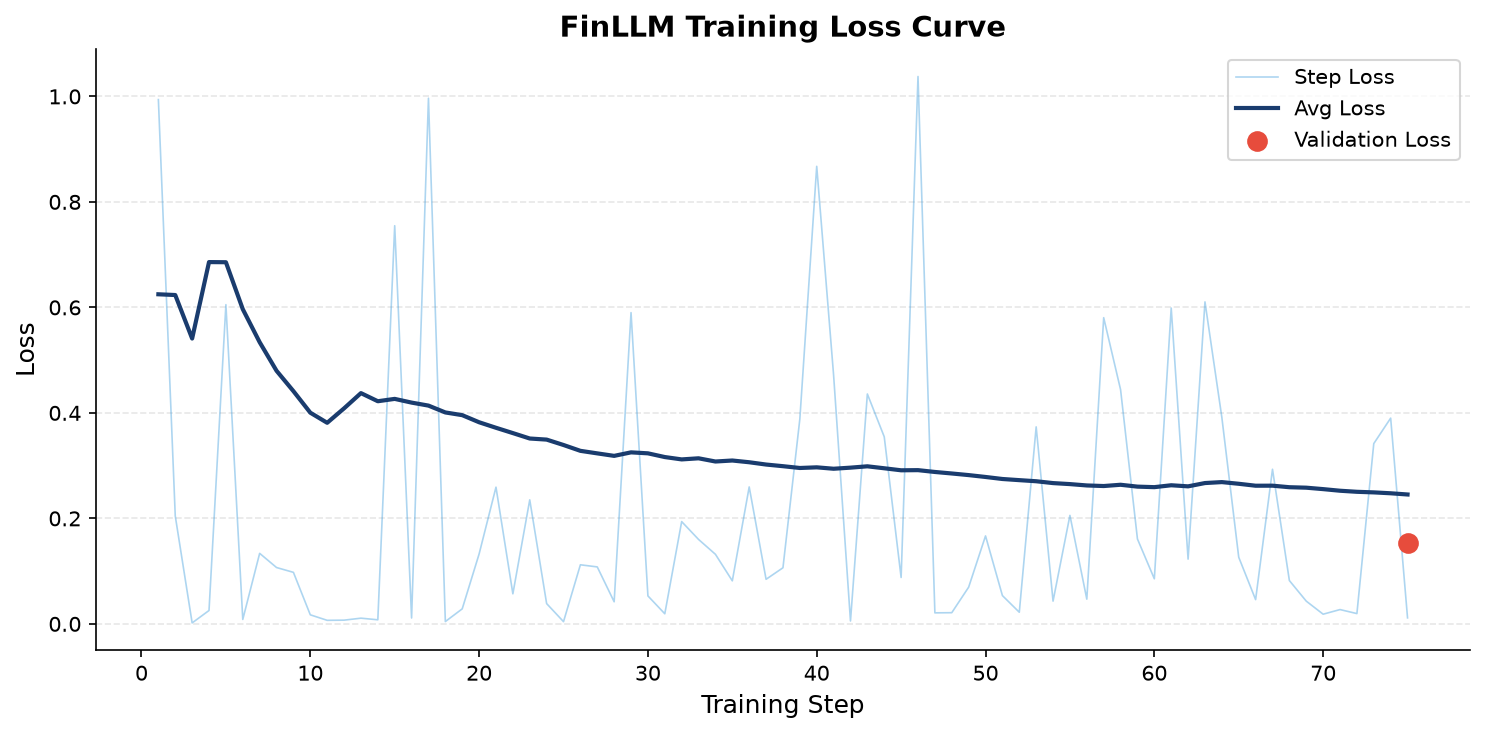 FinLLM Training Loss Curve
Step Loss
Avg Loss
Validation Loss
Loss
1.0
0.8
0.6
0.4
0.2
0.0
0 10 20 30 40 50 60 70
Training Step